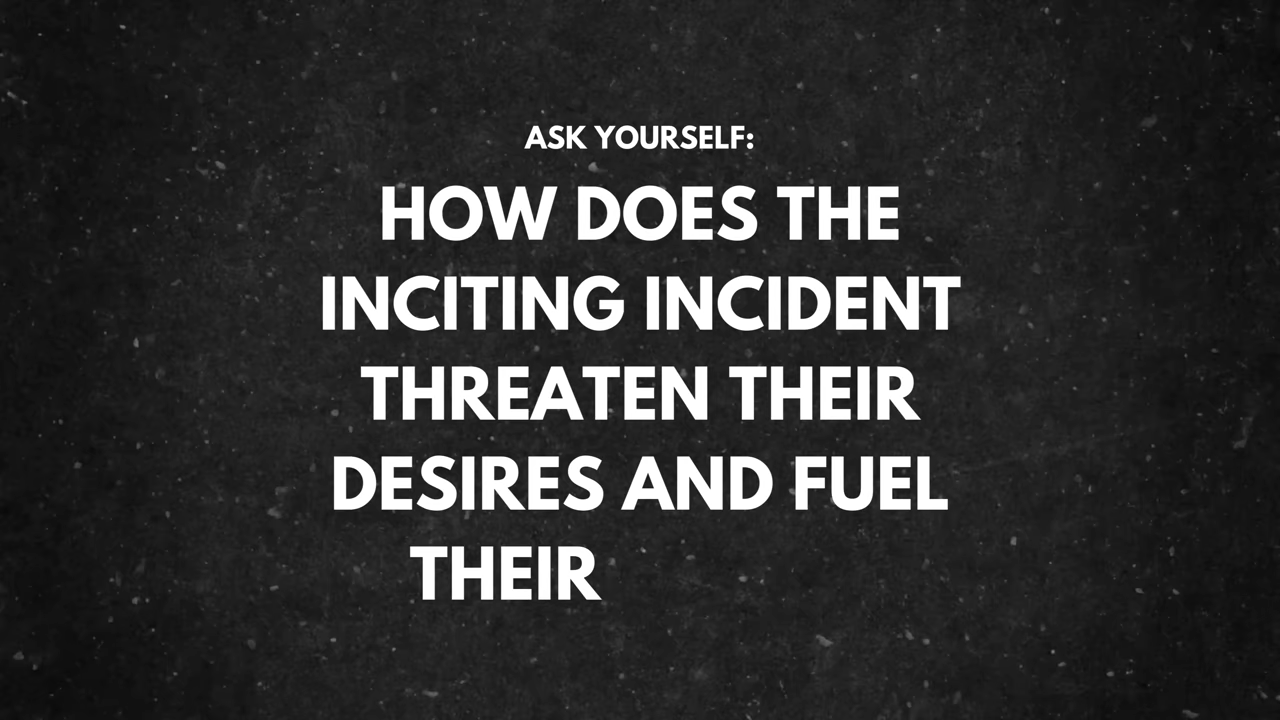 ASK YOURSELF:
HOW DOES THE
INCITING INCIDENT
THREATEN THEIR
DESIRES AND FUEL
THEIR